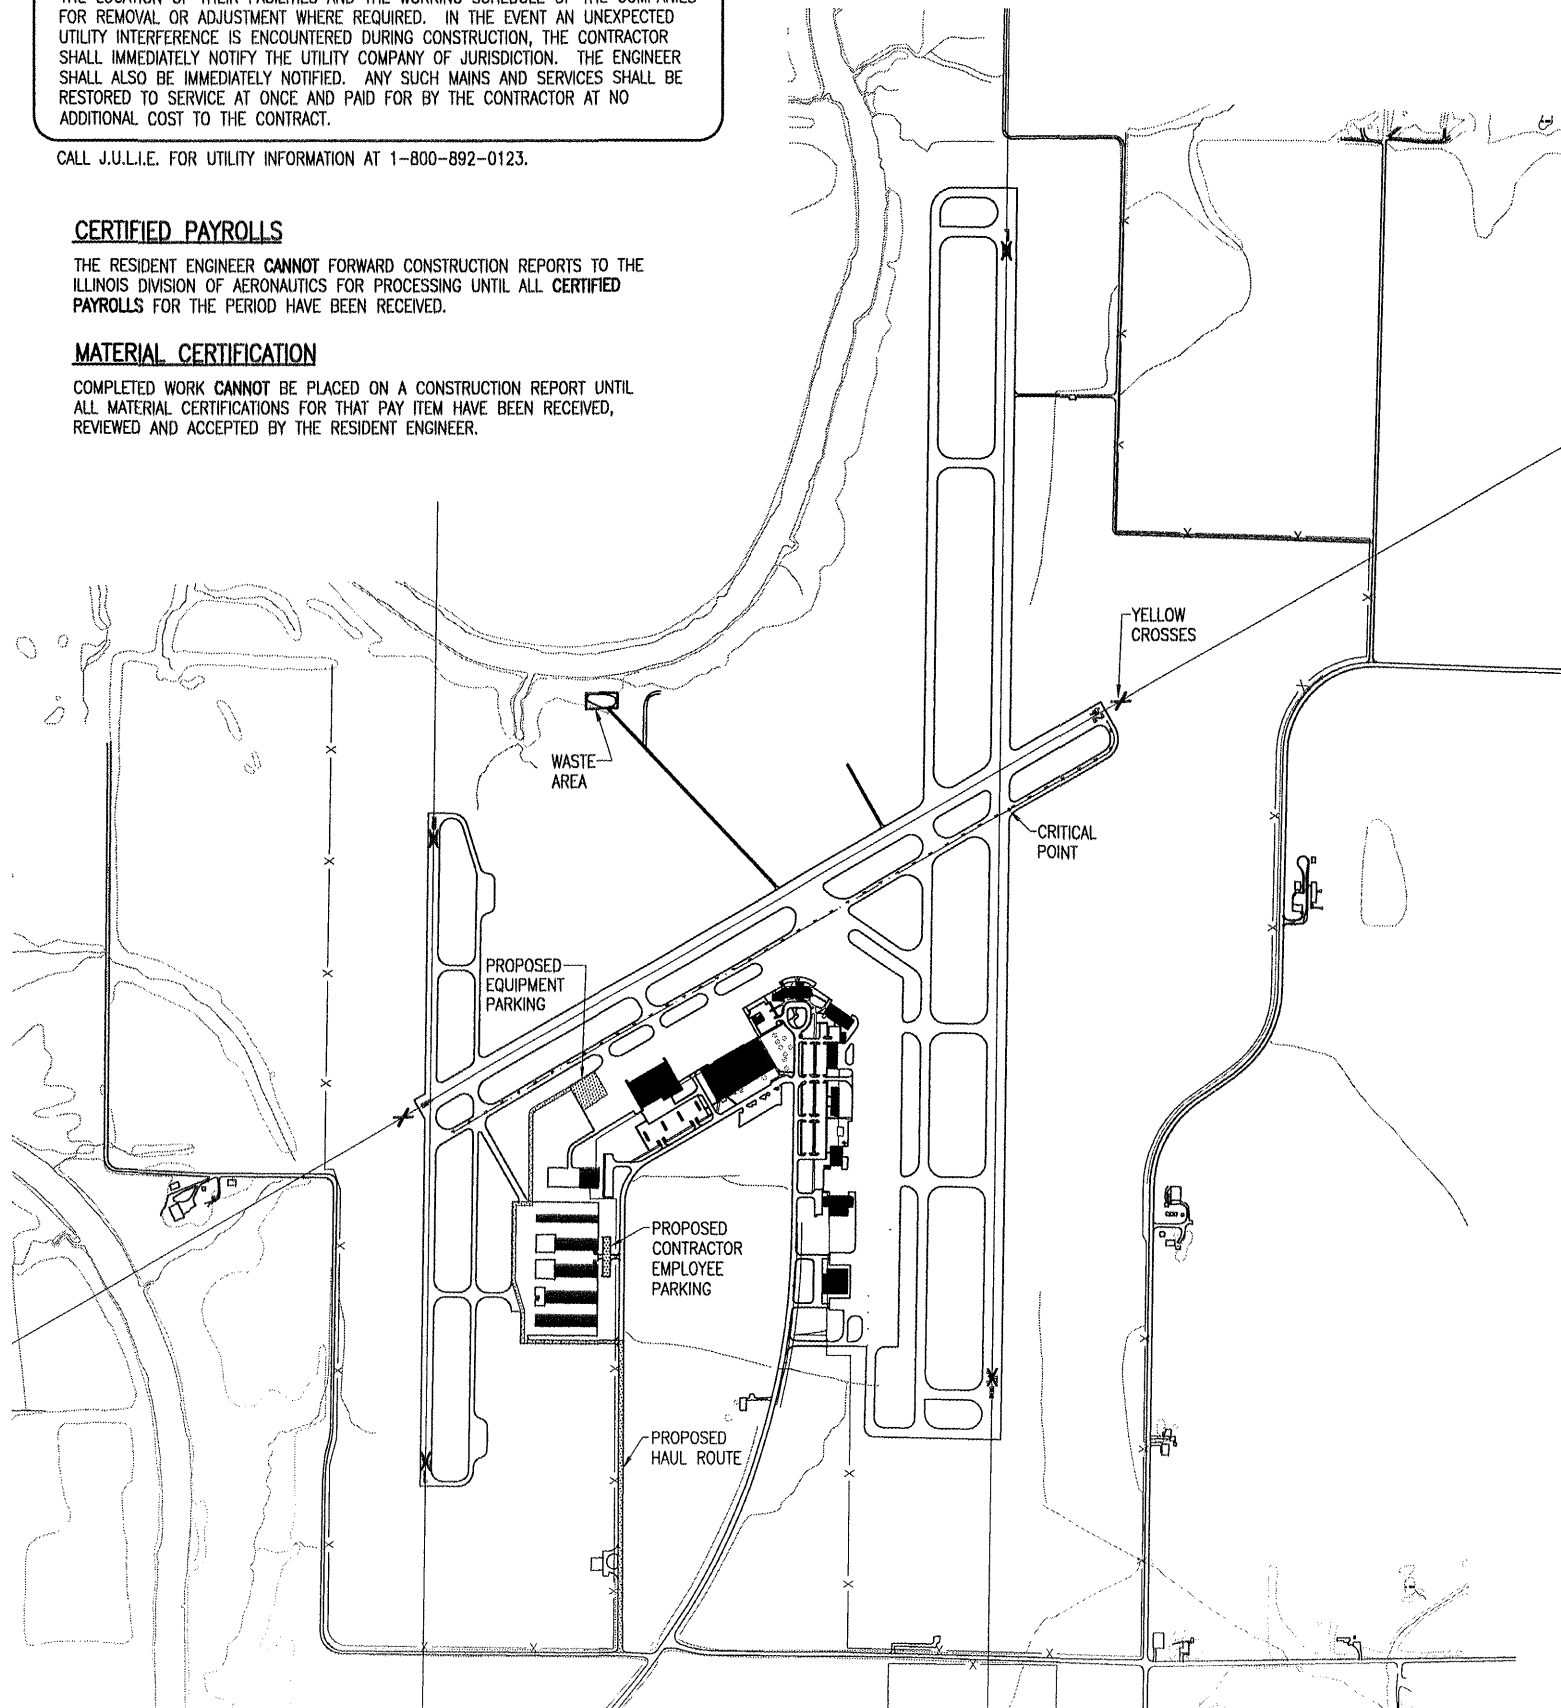 THE LOCATION OF THEIR FACILITIES AND THE WORKING SCHEDULE OF THE COMPANIES
FOR REMOVAL OR ADJUSTMENT WHERE REQUIRED. IN THE EVENT AN UNEXPECTED
UTILITY INTERFERENCE IS ENCOUNTERED DURING CONSTRUCTION, THE CONTRACTOR
SHALL IMMEDIATELY NOTIFY THE UTILITY COMPANY OF JURISDICTION. THE ENGINEER
SHALL ALSO BE IMMEDIATELY NOTIFIED. ANY SUCH MAINS AND SERVICES SHALL BE
RESTORED TO SERVICE AT ONCE AND PAID FOR BY THE CONTRACTOR AT NO
ADDITIONAL COST TO THE CONTRACT.
CALL J.U.L.I.E. FOR UTILITY INFORMATION AT 1-800-892-0123.
CERTIFIED PAYROLLS
THE RESIDENT ENGINEER CANNOT FORWARD CONSTRUCTION REPORTS TO THE
ILLINOIS DIVISION OF AERONAUTICS FOR PROCESSING UNTIL ALL CERTIFIED
PAYROLLS FOR THE PERIOD HAVE BEEN RECEIVED.
MATERIAL CERTIFICATION
COMPLETED WORK CANNOT BE PLACED ON A CONSTRUCTION REPORT UNTIL
ALL MATERIAL CERTIFICATIONS FOR THAT PAY ITEM HAVE BEEN RECEIVED,
REVIEWED AND ACCEPTED BY THE RESIDENT ENGINEER.
YELLOW
CROSSES
WASTE
AREA
CRITICAL
POINT
PROPOSED
EQUIPMENT
PARKING
PROPOSED
CONTRACTOR
EMPLOYEE
PARKING
PROPOSED
HAUL ROUTE